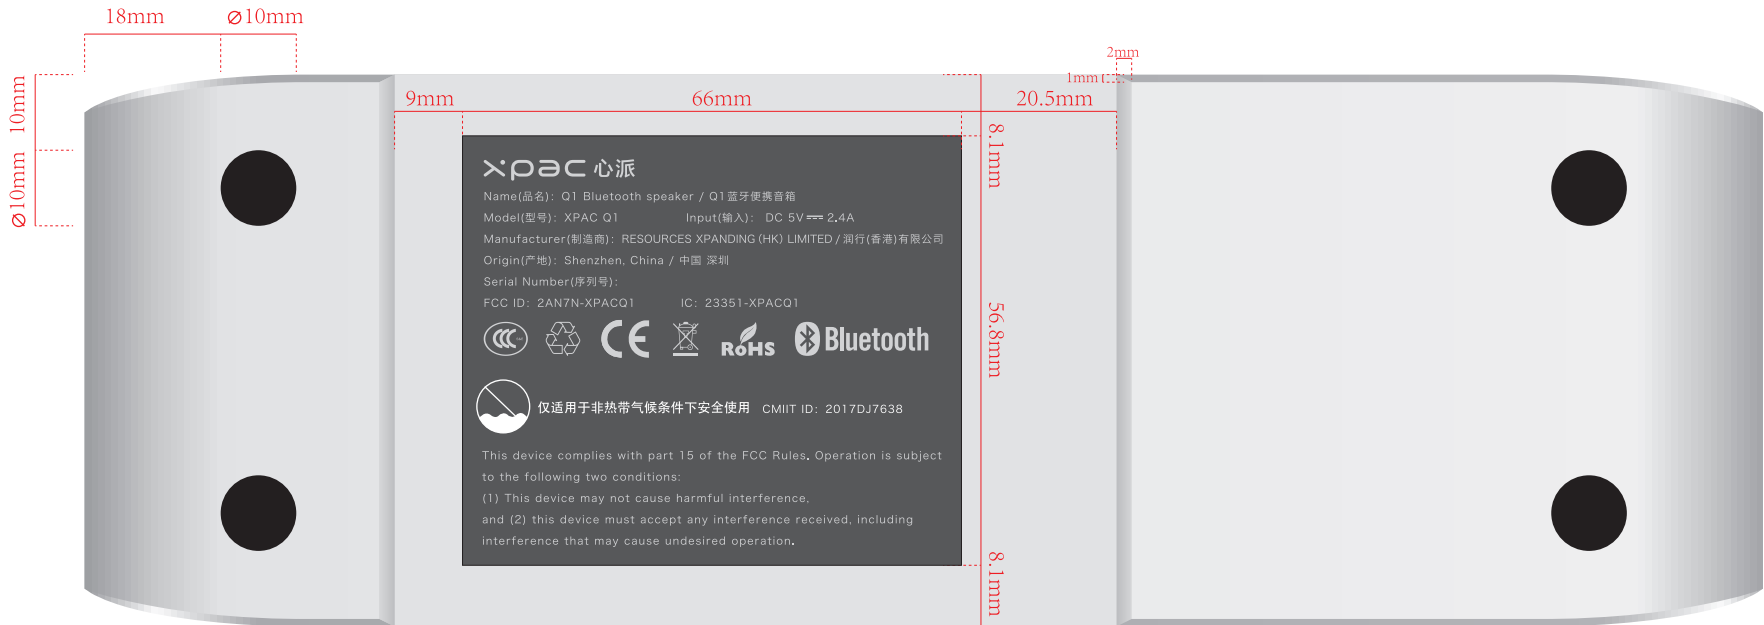 18mm
⌀10mm
10mm
⌀10mm
2mm
1mm
9mm
66mm
20.5mm
8.1mm
56.8mm
8.1mm
xpac 心派
Name(品名): Q1 Bluetooth speaker / Q1蓝牙便携音箱
Model(型号): XPAC Q1 Input(输入): DC 5V⎓2.4A
Manufacturer(制造商): RESOURCES XPANDING (HK) LIMITED / 润行(香港)有限公司
Origin(产地): Shenzhen, China / 中国 深圳
Serial Number(序列号):
FCC ID: 2AN7N-XPACQ1 IC: 23351-XPACQ1
CCC CE RoHS Bluetooth
仅适用于非热带气候条件下安全使用 CMIIT ID: 2017DJ7638
This device complies with part 15 of the FCC Rules. Operation is subject
to the following two conditions:
(1) This device may not cause harmful interference,
and (2) this device must accept any interference received, including
interference that may cause undesired operation.